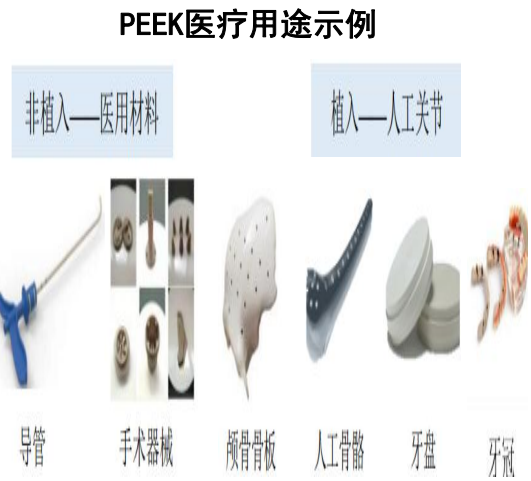 PEEK医疗用途示例
非植入——医用材料
植入——人工关节
导管
手术器械
颅骨骨板
人工骨骼
牙盘
牙冠